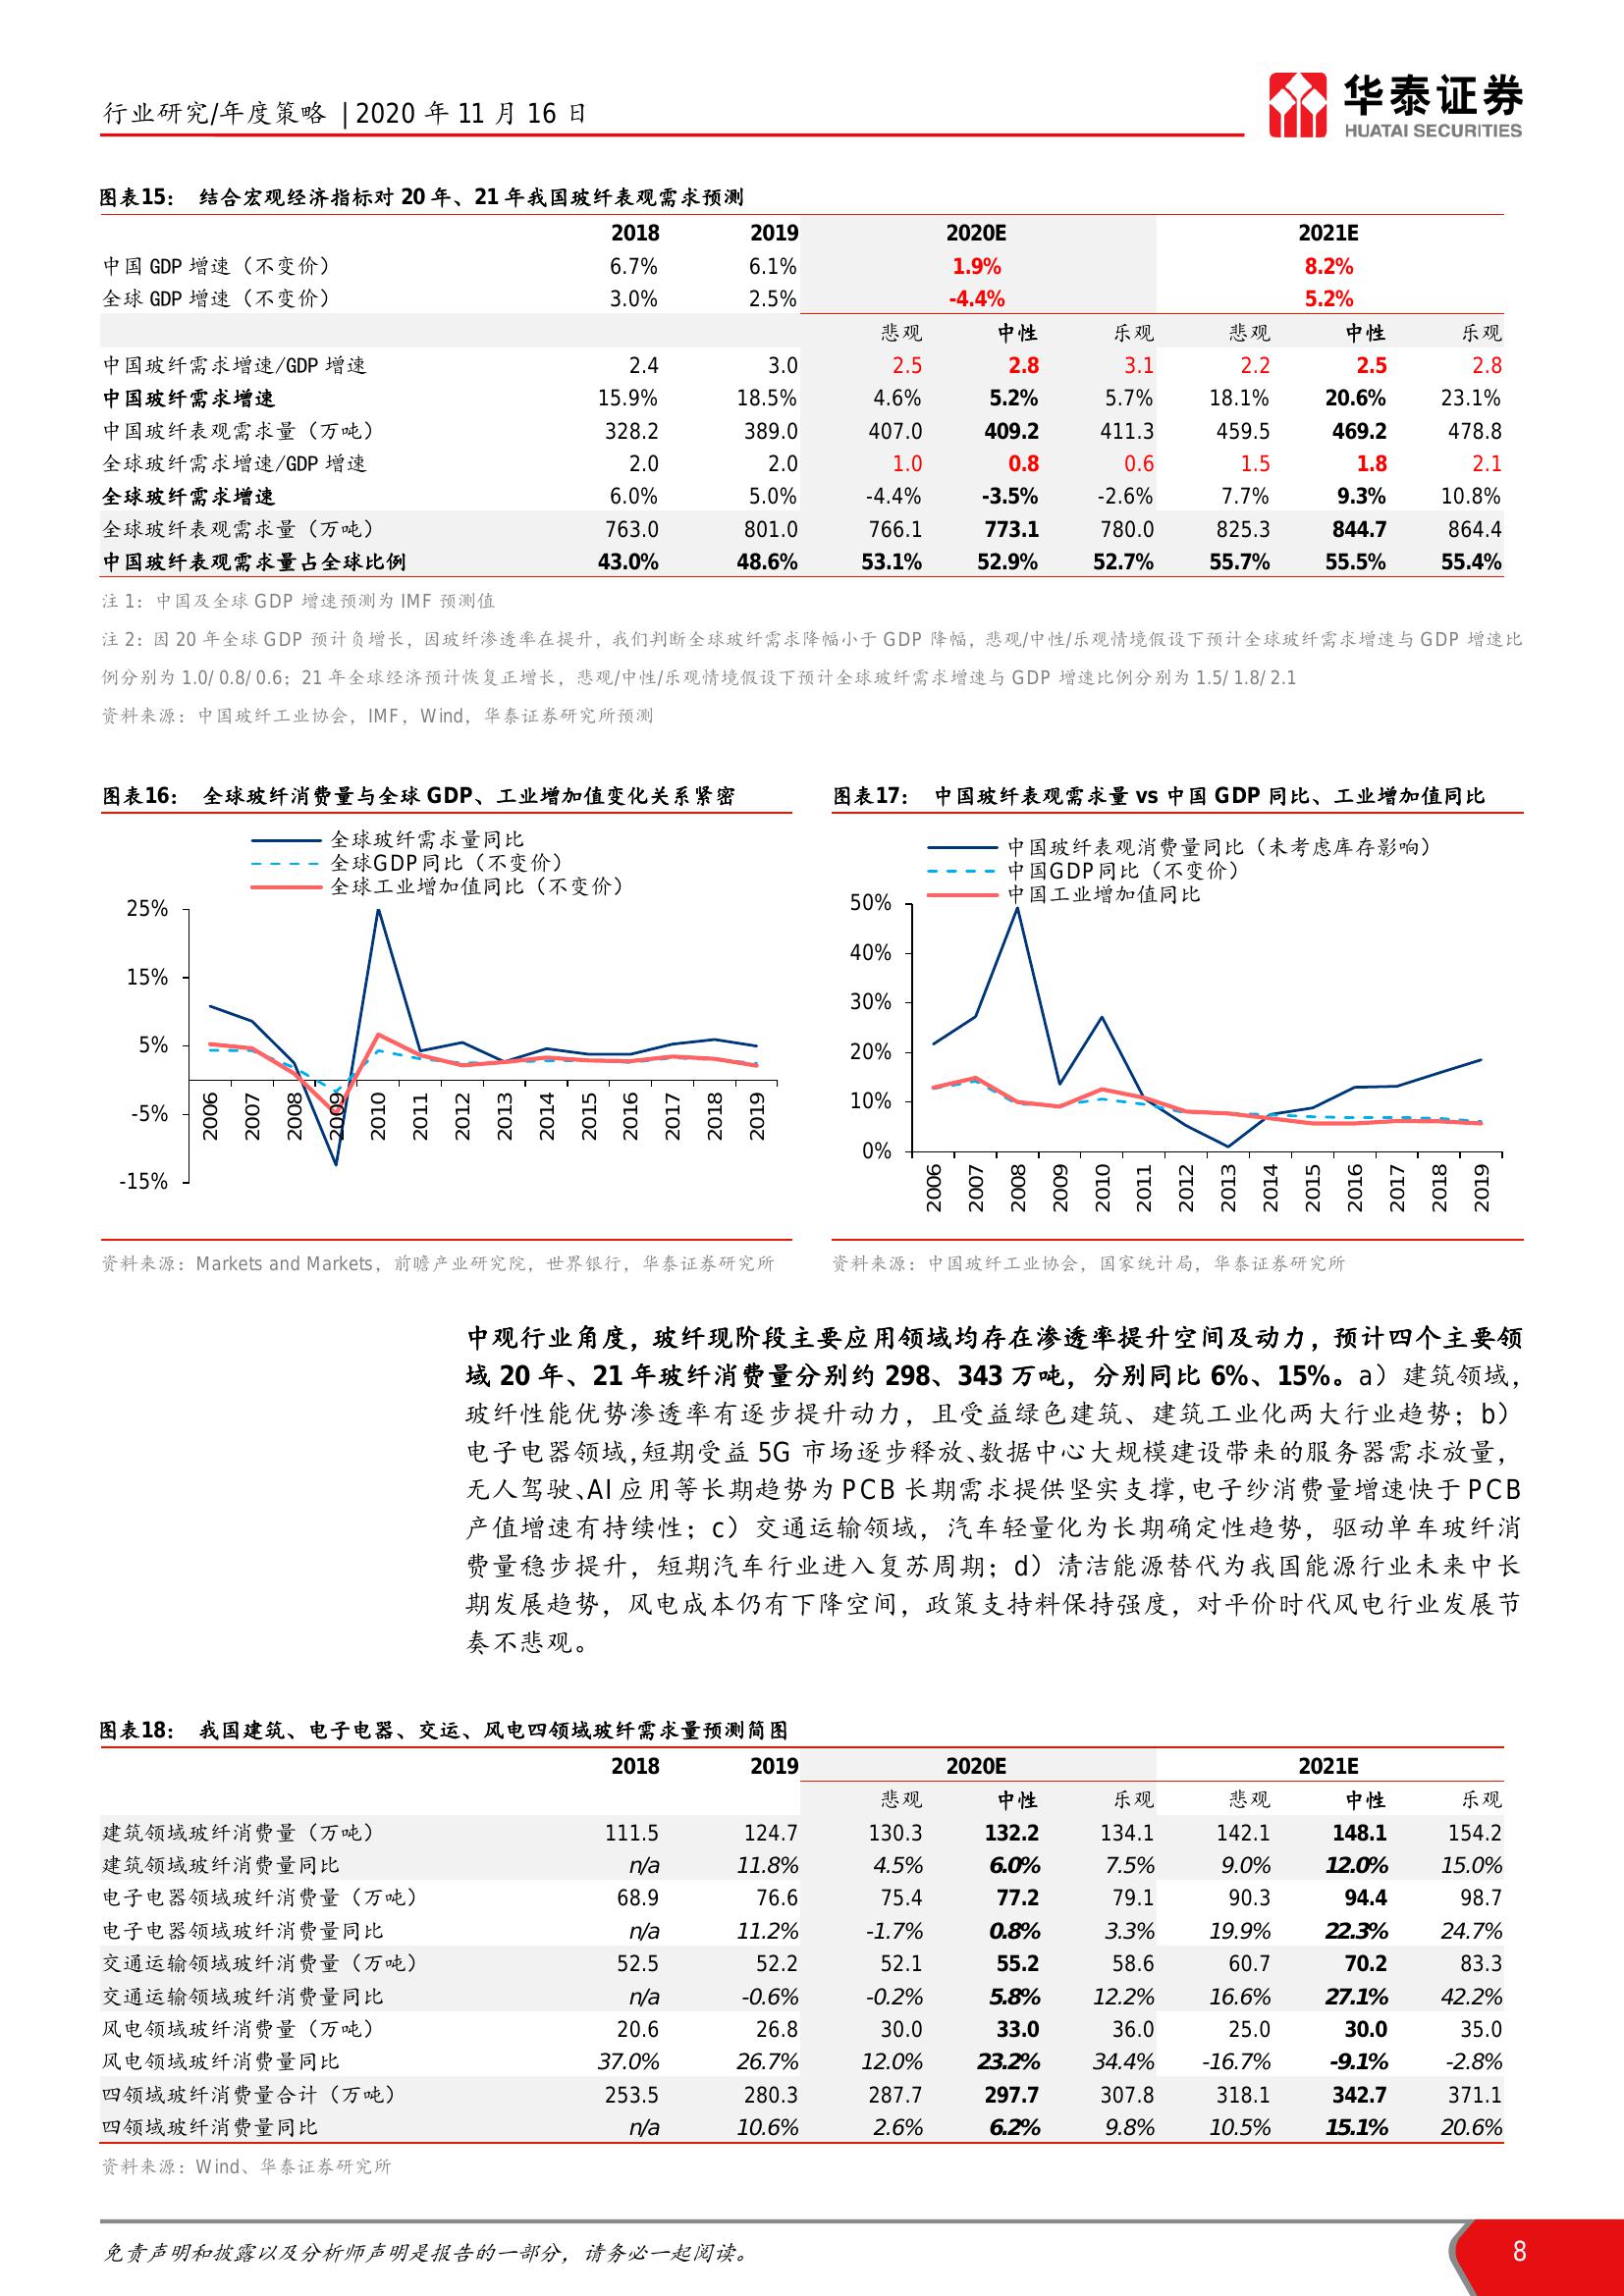 行业研究/年度策略 | 2020 年 11 月 16 日
华泰证券
HUATAI SECURITIES
图表15： 结合宏观经济指标对 20 年、21 年我国玻纤表观需求预测
2018 2019 2020E 2021E
中国 GDP 增速（不变价） 6.7% 6.1% 1.9% 8.2%
全球 GDP 增速（不变价） 3.0% 2.5% -4.4% 5.2%
悲观 中性 乐观 悲观 中性 乐观
中国玻纤需求增速/GDP 增速 2.4 3.0 2.5 2.8 3.1 2.2 2.5 2.8
中国玻纤需求增速 15.9% 18.5% 4.6% 5.2% 5.7% 18.1% 20.6% 23.1%
中国玻纤表观需求量（万吨） 328.2 389.0 407.0 409.2 411.3 459.5 469.2 478.8
全球玻纤需求增速/GDP 增速 2.0 2.0 1.0 0.8 0.6 1.5 1.8 2.1
全球玻纤需求增速 6.0% 5.0% -4.4% -3.5% -2.6% 7.7% 9.3% 10.8%
全球玻纤表观需求量（万吨） 763.0 801.0 766.1 773.1 780.0 825.3 844.7 864.4
中国玻纤表观需求量占全球比例 43.0% 48.6% 53.1% 52.9% 52.7% 55.7% 55.5% 55.4%
注 1：中国及全球 GDP 增速预测为 IMF 预测值
注 2：因 20 年全球 GDP 预计负增长，因玻纤渗透率在提升，我们判断全球玻纤需求降幅小于 GDP 降幅，悲观/中性/乐观情境假设下预计全球玻纤需求增速与 GDP 增速比
例分别为 1.0/ 0.8/ 0.6；21 年全球经济预计恢复正增长，悲观/中性/乐观情境假设下预计全球玻纤需求增速与 GDP 增速比例分别为 1.5/ 1.8/ 2.1
资料来源：中国玻纤工业协会，IMF，Wind，华泰证券研究所预测
图表16： 全球玻纤消费量与全球 GDP、工业增加值变化关系紧密
全球玻纤需求量同比
全球GDP同比（不变价）
全球工业增加值同比（不变价）
25%
15%
5%
-5%
-15%
2006 2007 2008 2009 2010 2011 2012 2013 2014 2015 2016 2017 2018 2019
资料来源：Markets and Markets，前瞻产业研究院，世界银行，华泰证券研究所
图表17： 中国玻纤表观需求量 vs 中国 GDP 同比、工业增加值同比
中国玻纤表观消费量同比（未考虑库存影响）
中国GDP同比（不变价）
中国工业增加值同比
50%
40%
30%
20%
10%
0%
2006 2007 2008 2009 2010 2011 2012 2013 2014 2015 2016 2017 2018 2019
资料来源：中国玻纤工业协会，国家统计局，华泰证券研究所
中观行业角度，玻纤现阶段主要应用领域均存在渗透率提升空间及动力，预计四个主要领
域 20 年、21 年玻纤消费量分别约 298、343 万吨，分别同比 6%、15%。a）建筑领域，
玻纤性能优势渗透率有逐步提升动力，且受益绿色建筑、建筑工业化两大行业趋势；b）
电子电器领域，短期受益 5G 市场逐步释放、数据中心大规模建设带来的服务器需求放量，
无人驾驶、AI 应用等长期趋势为 PCB 长期需求提供坚实支撑，电子纱消费量增速快于 PCB
产值增速有持续性；c）交通运输领域，汽车轻量化为长期确定性趋势，驱动单车玻纤消
费量稳步提升，短期汽车行业进入复苏周期；d）清洁能源替代为我国能源行业未来中长
期发展趋势，风电成本仍有下降空间，政策支持料保持强度，对平价时代风电行业发展节
奏不悲观。
图表18： 我国建筑、电子电器、交运、风电四领域玻纤需求量预测简图
2018 2019 2020E 2021E
悲观 中性 乐观 悲观 中性 乐观
建筑领域玻纤消费量（万吨） 111.5 124.7 130.3 132.2 134.1 142.1 148.1 154.2
建筑领域玻纤消费量同比 n/a 11.8% 4.5% 6.0% 7.5% 9.0% 12.0% 15.0%
电子电器领域玻纤消费量（万吨） 68.9 76.6 75.4 77.2 79.1 90.3 94.4 98.7
电子电器领域玻纤消费量同比 n/a 11.2% -1.7% 0.8% 3.3% 19.9% 22.3% 24.7%
交通运输领域玻纤消费量（万吨） 52.5 52.2 52.1 55.2 58.6 60.7 70.2 83.3
交通运输领域玻纤消费量同比 n/a -0.6% -0.2% 5.8% 12.2% 16.6% 27.1% 42.2%
风电领域玻纤消费量（万吨） 20.6 26.8 30.0 33.0 36.0 25.0 30.0 35.0
风电领域玻纤消费量同比 37.0% 26.7% 12.0% 23.2% 34.4% -16.7% -9.1% -2.8%
四领域玻纤消费量合计（万吨） 253.5 280.3 287.7 297.7 307.8 318.1 342.7 371.1
四领域玻纤消费量同比 n/a 10.6% 2.6% 6.2% 9.8% 10.5% 15.1% 20.6%
资料来源：Wind、华泰证券研究所
免责声明和披露以及分析师声明是报告的一部分，请务必一起阅读。
8